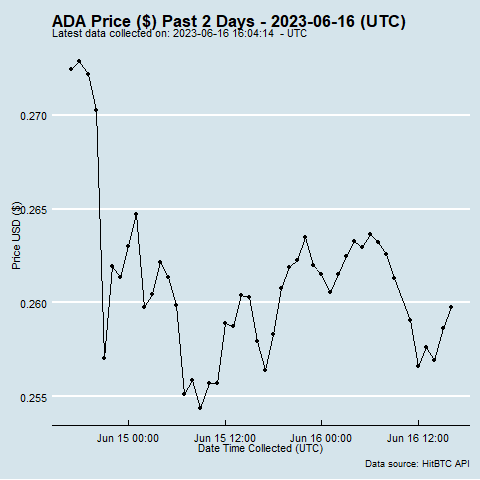 ADA Price ($) Past 2 Days - 2023-06-16 (UTC)
Latest data collected on: 2023-06-16 16:04:14 - UTC
0.270
0.265
0.260
0.255
Price USD ($)
Jun 15 00:00 Jun 15 12:00 Jun 16 00:00 Jun 16 12:00
Date Time Collected (UTC)
Data source: HitBTC API